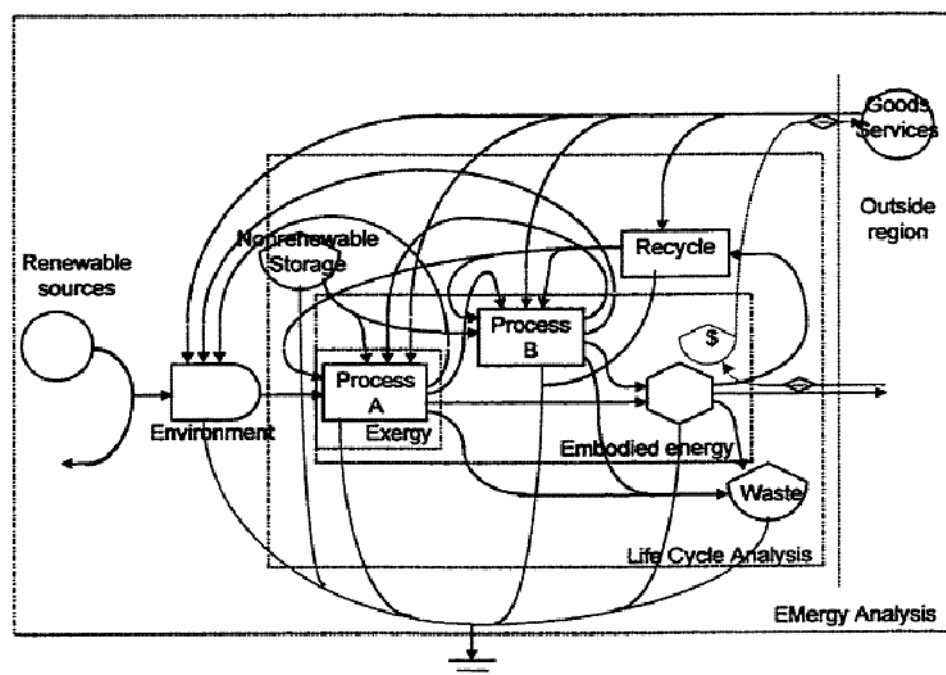 Goods
Services
Outside
region
Renewable
sources
Nonrenewable
Storage
Recycle
Process
B
$
Process
A
Exergy
Environment
Embodied energy
Waste
Life Cycle Analysis
EMergy Analysis